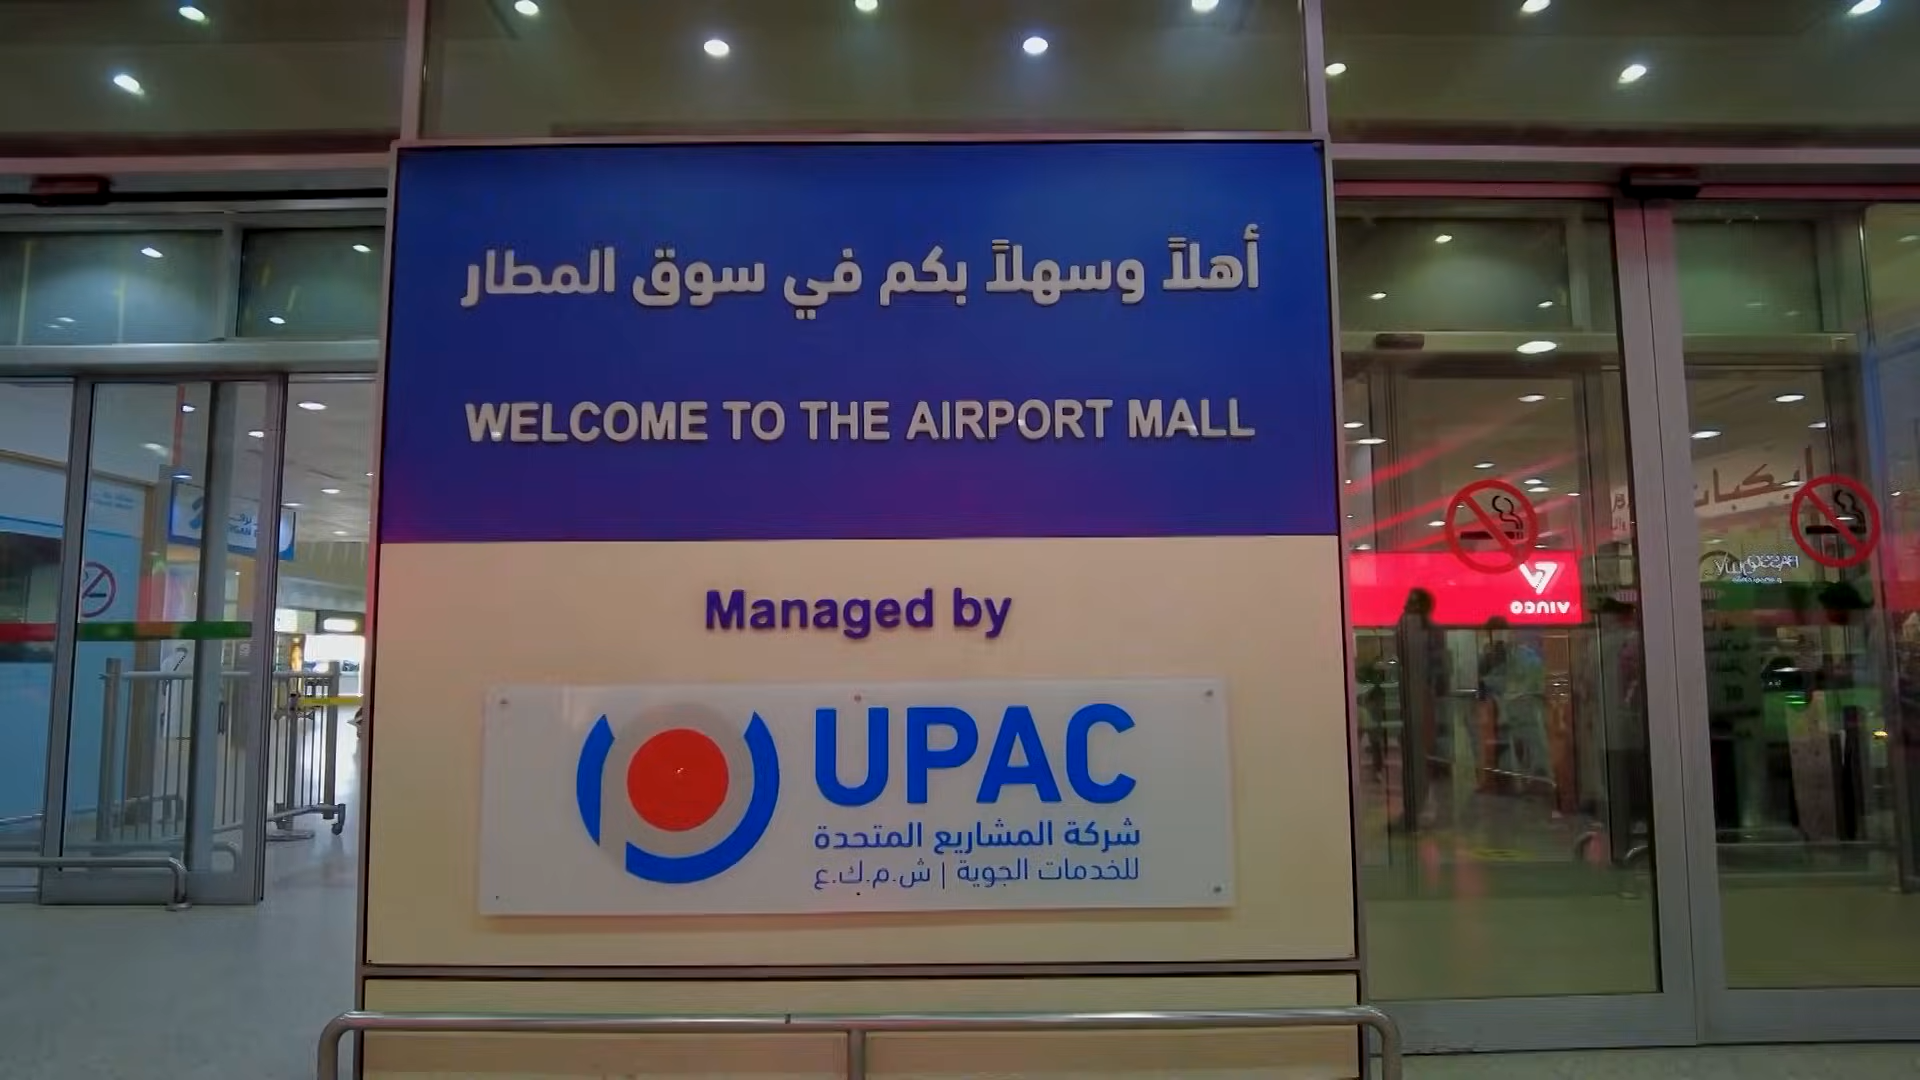 أهلاً وسهلاً بكم في سوق المطار
WELCOME TO THE AIRPORT MALL
Managed by
UPAC
شركة المشاريع المتحدة
للخدمات الجوية | ش.م.ك.ع